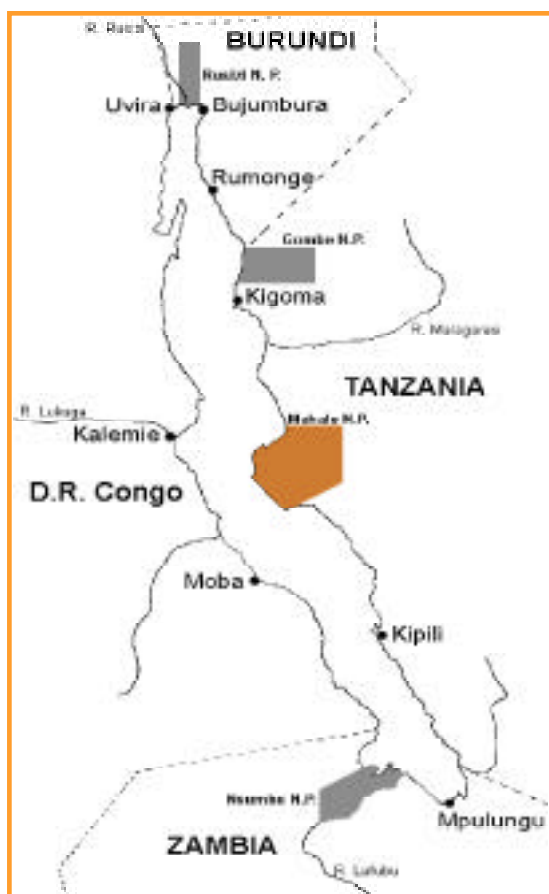 R. Rusizi
BURUNDI
Rusizi N.P.
Uvira
Bujumbura
Rumonge
Gombe N.P.
Kigoma
R. Malagarasi
TANZANIA
R. Lukuga
Mahale N.P.
Kalemie
D.R. Congo
Moba
Kipili
Nsumbu N.P.
Mpulungu
ZAMBIA
R. Lufubu